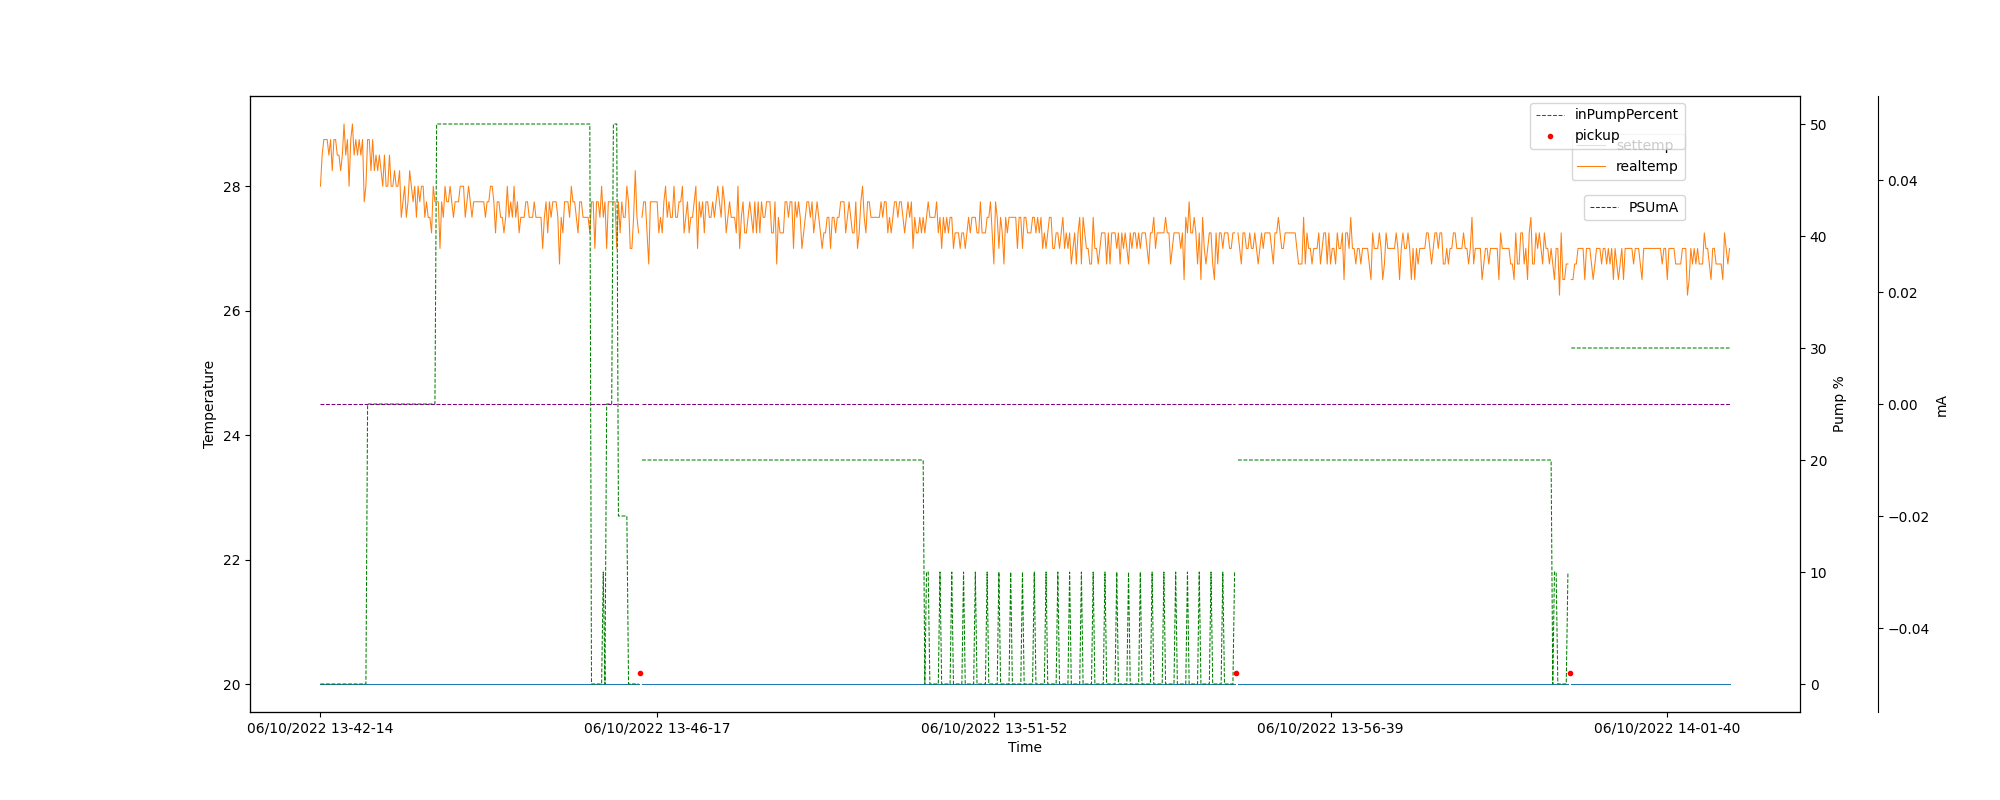 inPumpPercent
pickup
settemp
realtemp
PSUmA
Temperature
28
26
24
22
20
50
40
30
20
10
0
Pump %
0.04
0.02
0.00
−0.02
−0.04
mA
06/10/2022 13-42-14
06/10/2022 13-46-17
06/10/2022 13-51-52
06/10/2022 13-56-39
06/10/2022 14-01-40
Time